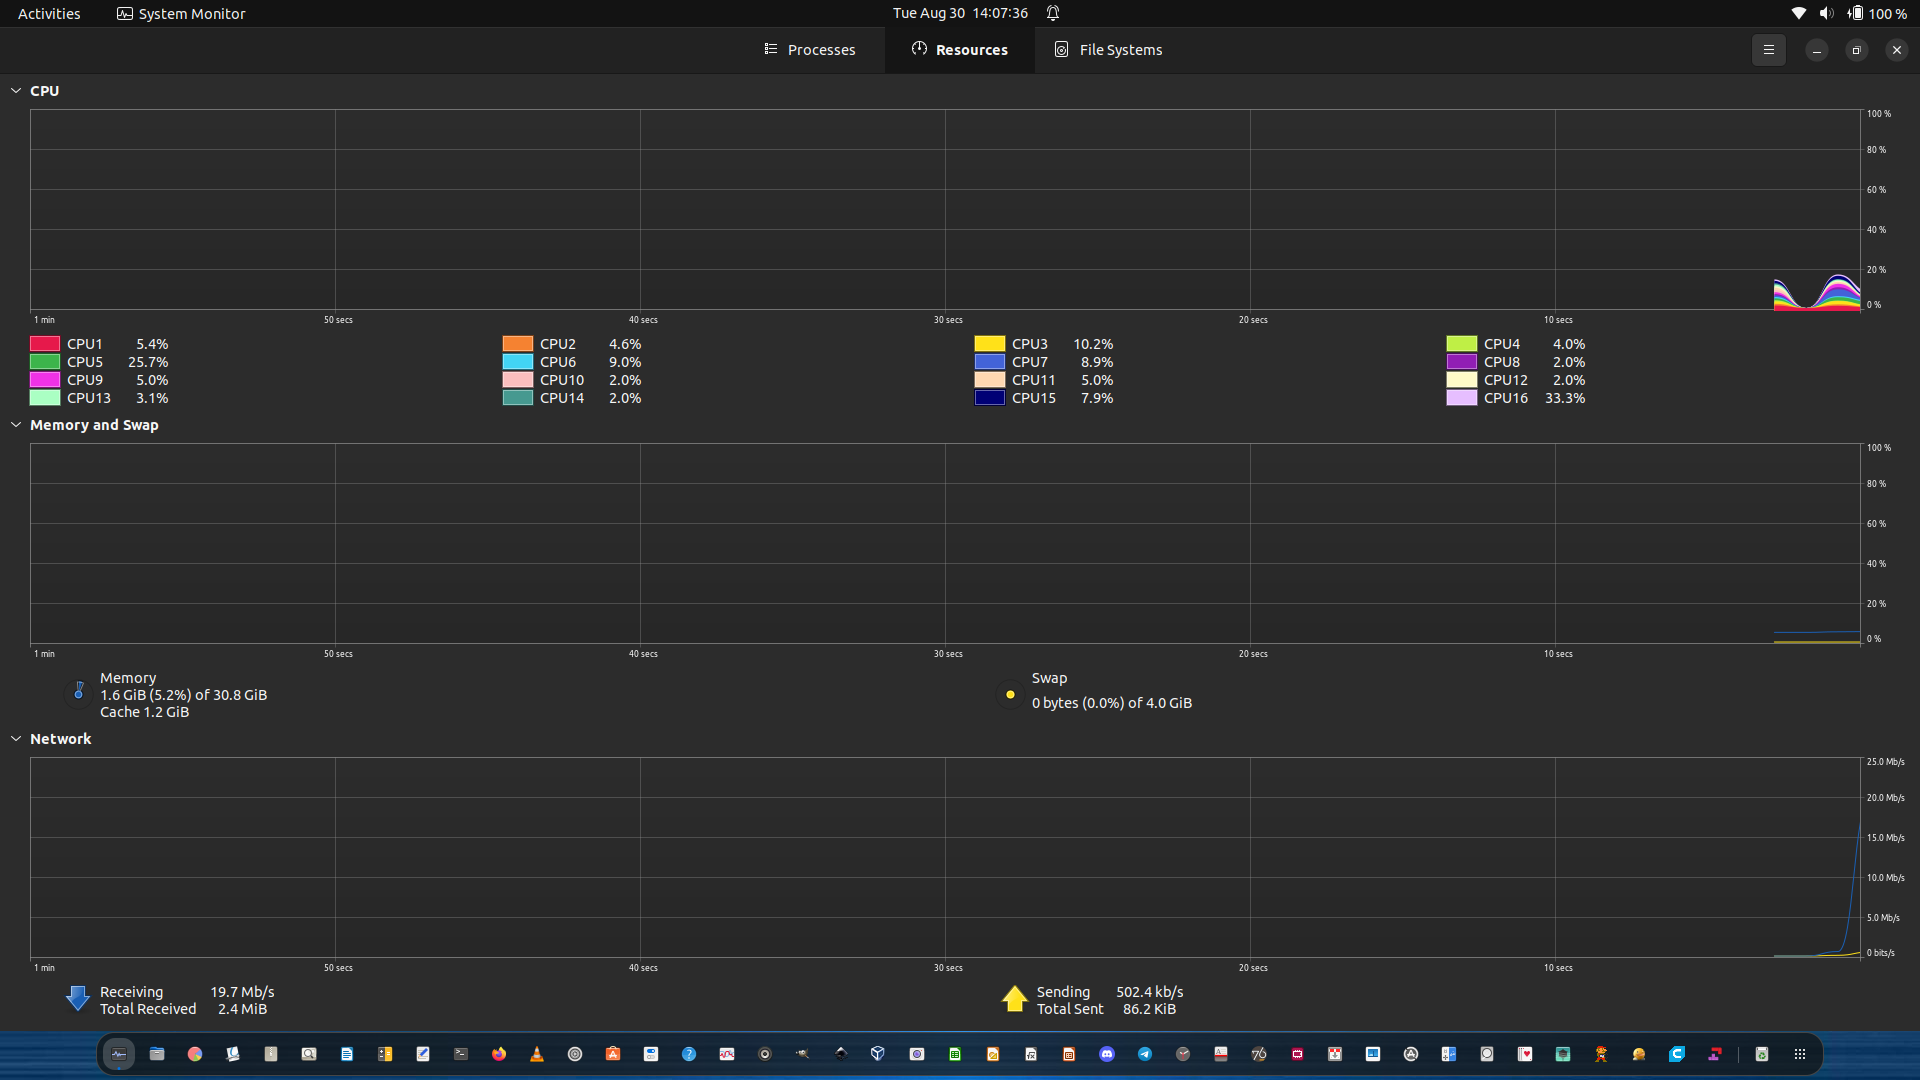 Activities System Monitor Tue Aug 30 14:07:36 100 %
Processes Resources File Systems
CPU
100 %
80 %
60 %
40 %
20 %
0 %
1 min 50 secs 40 secs 30 secs 20 secs 10 secs
CPU1 5.4% CPU2 4.6% CPU3 10.2% CPU4 4.0%
CPU5 25.7% CPU6 9.0% CPU7 8.9% CPU8 2.0%
CPU9 5.0% CPU10 2.0% CPU11 5.0% CPU12 2.0%
CPU13 3.1% CPU14 2.0% CPU15 7.9% CPU16 33.3%
Memory and Swap
100 %
80 %
60 %
40 %
20 %
0 %
1 min 50 secs 40 secs 30 secs 20 secs 10 secs
Memory Swap
1.6 GiB (5.2%) of 30.8 GiB 0 bytes (0.0%) of 4.0 GiB
Cache 1.2 GiB
Network
25.0 Mb/s
20.0 Mb/s
15.0 Mb/s
10.0 Mb/s
5.0 Mb/s
0 bits/s
1 min 50 secs 40 secs 30 secs 20 secs 10 secs
Receiving 19.7 Mb/s Sending 502.4 kb/s
Total Received 2.4 MiB Total Sent 86.2 KiB